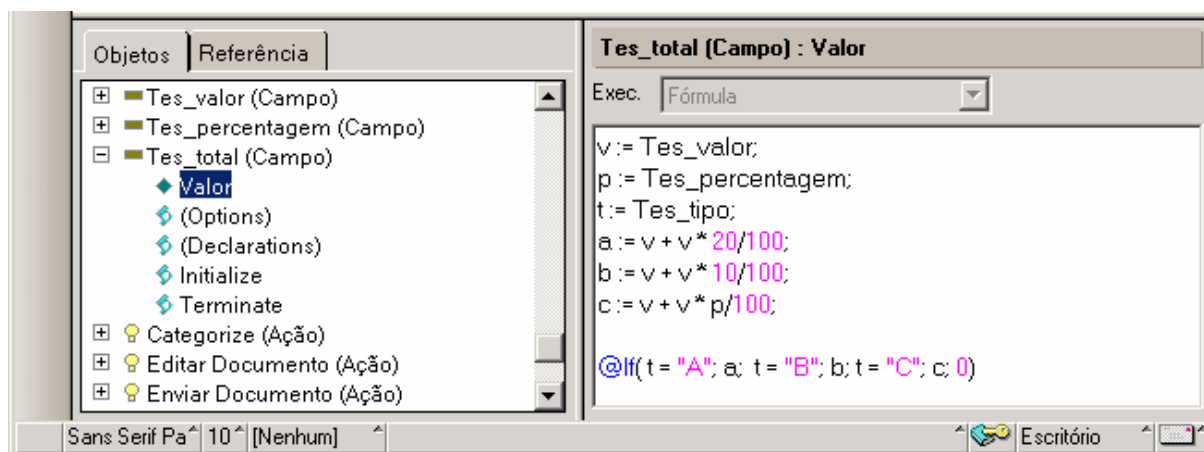 Objetos Referência
Tes_valor (Campo)
Tes_percentagem (Campo)
Tes_total (Campo)
Valor
(Options)
(Declarations)
Initialize
Terminate
Categorize (Ação)
Editar Documento (Ação)
Enviar Documento (Ação)
Tes_total (Campo) : Valor
Exec. Fórmula
v := Tes_valor;
p := Tes_percentagem;
t := Tes_tipo;
a := v + v * 20/100;
b := v + v * 10/100;
c := v + v * p/100;
@If( t = "A"; a; t = "B"; b; t = "C"; c; 0)
Sans Serif Pa 10 [Nenhum] Escritório